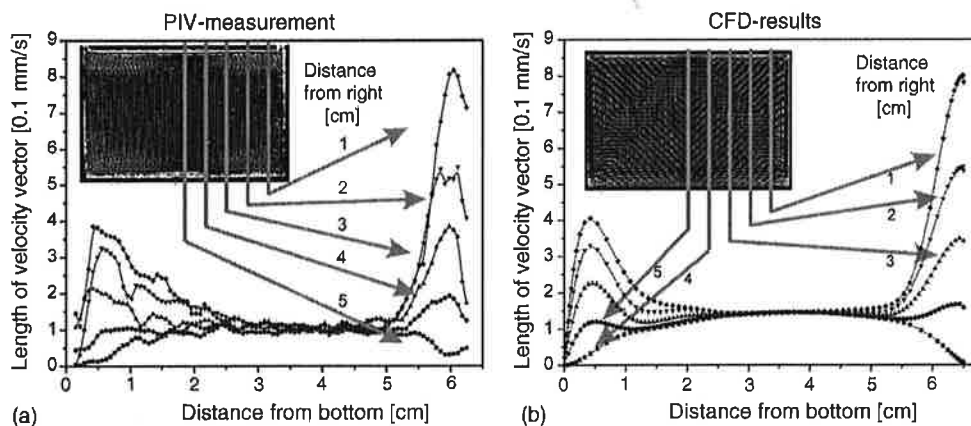 PIV-measurement
Length of velocity vector [0.1 mm/s]
9
8
7
6
5
4
3
2
1
0
Distance
from right
[cm]
1
2
3
4
5
0 1 2 3 4 5 6
(a)
Distance from bottom [cm]
CFD-results
Length of velocity vector [0.1 mm/s]
9
8
7
6
5
4
3
2
1
0
Distance
from right
[cm]
1
2
3
5
4
0 1 2 3 4 5 6
(b)
Distance from bottom [cm]